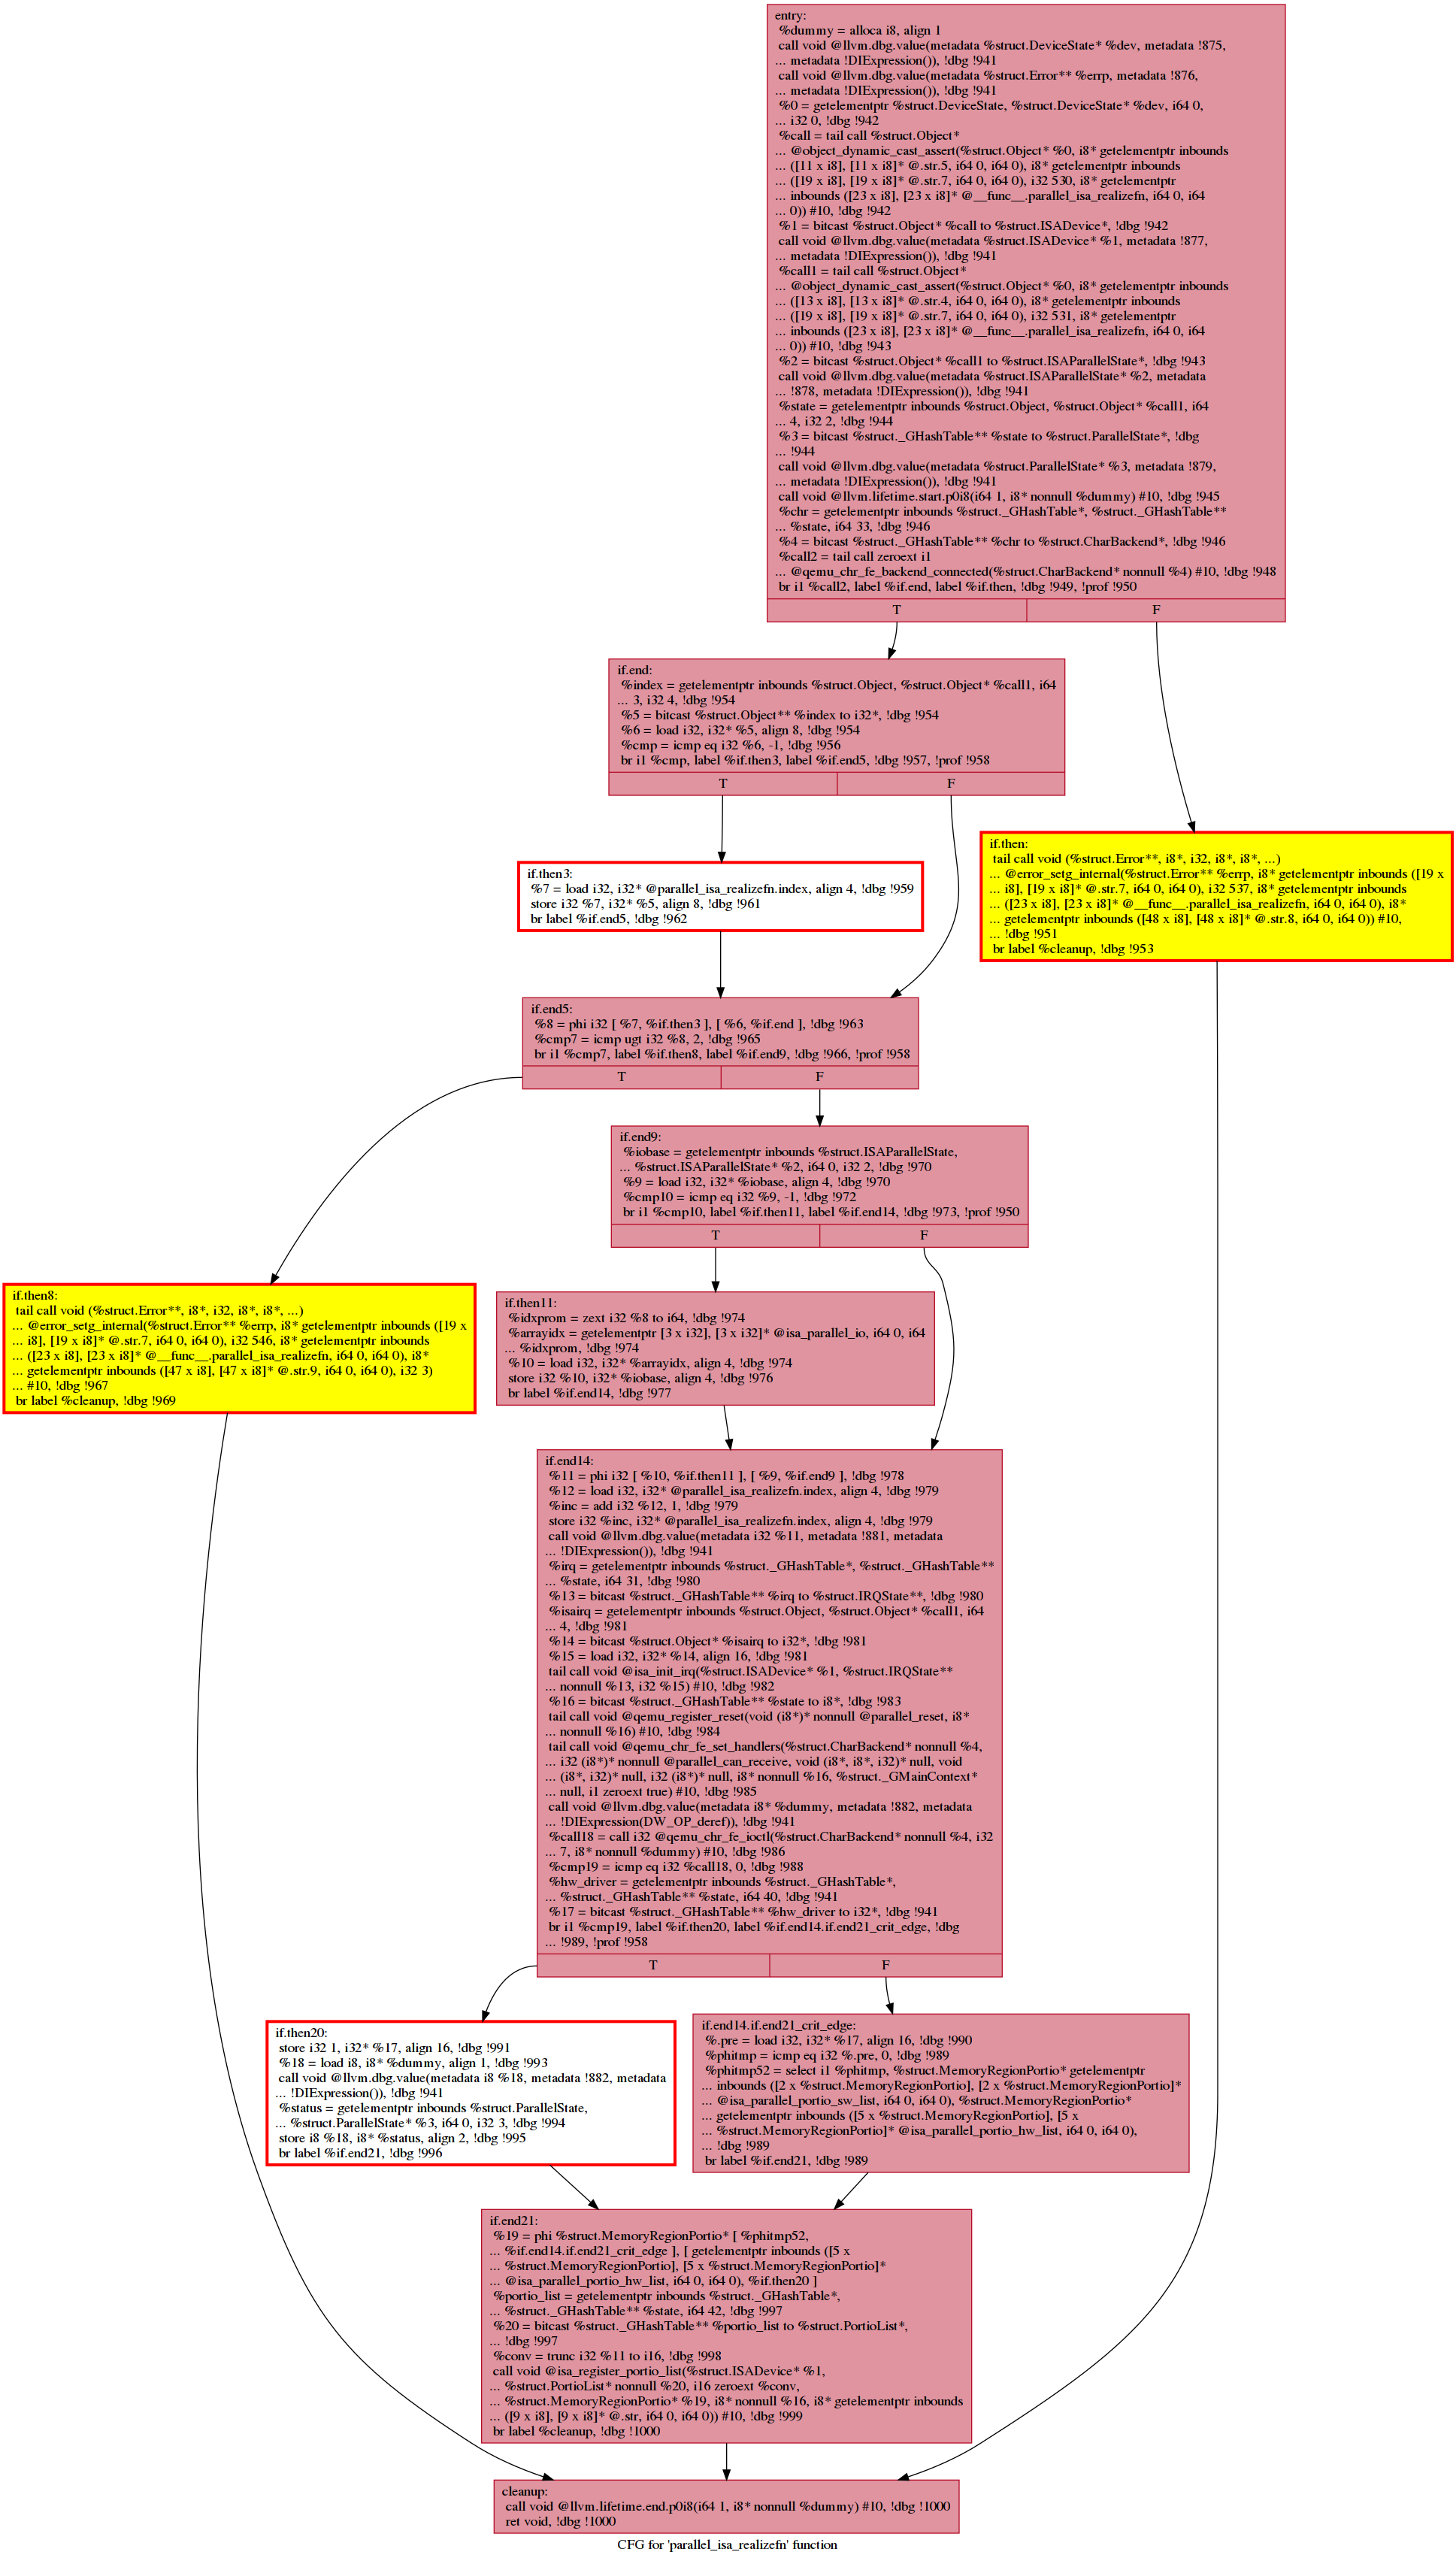 entry:
%dummy = alloca i8, align 1
call void @llvm.dbg.value(metadata %struct.DeviceState* %dev, metadata !875,
... metadata !DIExpression()), !dbg !941
call void @llvm.dbg.value(metadata %struct.Error** %errp, metadata !876,
... metadata !DIExpression()), !dbg !941
%0 = getelementptr %struct.DeviceState, %struct.DeviceState* %dev, i64 0,
... i32 0, !dbg !942
%call = tail call %struct.Object*
... @object_dynamic_cast_assert(%struct.Object* %0, i8* getelementptr inbounds
... ([11 x i8], [11 x i8]* @.str.5, i64 0, i64 0), i8* getelementptr inbounds
... ([19 x i8], [19 x i8]* @.str.7, i64 0, i64 0), i32 530, i8* getelementptr
... inbounds ([23 x i8], [23 x i8]* @__func__.parallel_isa_realizefn, i64 0, i64
... 0)) #10, !dbg !942
%1 = bitcast %struct.Object* %call to %struct.ISADevice*, !dbg !942
call void @llvm.dbg.value(metadata %struct.ISADevice* %1, metadata !877,
... metadata !DIExpression()), !dbg !941
%call1 = tail call %struct.Object*
... @object_dynamic_cast_assert(%struct.Object* %0, i8* getelementptr inbounds
... ([13 x i8], [13 x i8]* @.str.4, i64 0, i64 0), i8* getelementptr inbounds
... ([19 x i8], [19 x i8]* @.str.7, i64 0, i64 0), i32 531, i8* getelementptr
... inbounds ([23 x i8], [23 x i8]* @__func__.parallel_isa_realizefn, i64 0, i64
... 0)) #10, !dbg !943
%2 = bitcast %struct.Object* %call1 to %struct.ISAParallelState*, !dbg !943
call void @llvm.dbg.value(metadata %struct.ISAParallelState* %2, metadata
... !878, metadata !DIExpression()), !dbg !941
%state = getelementptr inbounds %struct.Object, %struct.Object* %call1, i64
... 4, i32 2, !dbg !944
%3 = bitcast %struct._GHashTable** %state to %struct.ParallelState*, !dbg
... !944
call void @llvm.dbg.value(metadata %struct.ParallelState* %3, metadata !879,
... metadata !DIExpression()), !dbg !941
call void @llvm.lifetime.start.p0i8(i64 1, i8* nonnull %dummy) #10, !dbg !945
%chr = getelementptr inbounds %struct._GHashTable*, %struct._GHashTable**
... %state, i64 33, !dbg !946
%4 = bitcast %struct._GHashTable** %chr to %struct.CharBackend*, !dbg !946
%call2 = tail call zeroext i1
... @qemu_chr_fe_backend_connected(%struct.CharBackend* nonnull %4) #10, !dbg !948
br i1 %call2, label %if.end, label %if.then, !dbg !949, !prof !950
T F
if.end:
%index = getelementptr inbounds %struct.Object, %struct.Object* %call1, i64
... 3, i32 4, !dbg !954
%5 = bitcast %struct.Object** %index to i32*, !dbg !954
%6 = load i32, i32* %5, align 8, !dbg !954
%cmp = icmp eq i32 %6, -1, !dbg !956
br i1 %cmp, label %if.then3, label %if.end5, !dbg !957, !prof !958
T F
if.then:
tail call void (%struct.Error**, i8*, i32, i8*, i8*, ...)
... @error_setg_internal(%struct.Error** %errp, i8* getelementptr inbounds ([19 x
... i8], [19 x i8]* @.str.7, i64 0, i64 0), i32 537, i8* getelementptr inbounds
... ([23 x i8], [23 x i8]* @__func__.parallel_isa_realizefn, i64 0, i64 0), i8*
... getelementptr inbounds ([48 x i8], [48 x i8]* @.str.8, i64 0, i64 0)) #10,
... !dbg !951
br label %cleanup, !dbg !953
if.then3:
%7 = load i32, i32* @parallel_isa_realizefn.index, align 4, !dbg !959
store i32 %7, i32* %5, align 8, !dbg !961
br label %if.end5, !dbg !962
if.end5:
%8 = phi i32 [ %7, %if.then3 ], [ %6, %if.end ], !dbg !963
%cmp7 = icmp ugt i32 %8, 2, !dbg !965
br i1 %cmp7, label %if.then8, label %if.end9, !dbg !966, !prof !958
T F
if.end9:
%iobase = getelementptr inbounds %struct.ISAParallelState,
... %struct.ISAParallelState* %2, i64 0, i32 2, !dbg !970
%9 = load i32, i32* %iobase, align 4, !dbg !970
%cmp10 = icmp eq i32 %9, -1, !dbg !972
br i1 %cmp10, label %if.then11, label %if.end14, !dbg !973, !prof !950
T F
if.then8:
tail call void (%struct.Error**, i8*, i32, i8*, i8*, ...)
... @error_setg_internal(%struct.Error** %errp, i8* getelementptr inbounds ([19 x
... i8], [19 x i8]* @.str.7, i64 0, i64 0), i32 546, i8* getelementptr inbounds
... ([23 x i8], [23 x i8]* @__func__.parallel_isa_realizefn, i64 0, i64 0), i8*
... getelementptr inbounds ([47 x i8], [47 x i8]* @.str.9, i64 0, i64 0), i32 3)
... #10, !dbg !967
br label %cleanup, !dbg !969
if.then11:
%idxprom = zext i32 %8 to i64, !dbg !974
%arrayidx = getelementptr [3 x i32], [3 x i32]* @isa_parallel_io, i64 0, i64
... %idxprom, !dbg !974
%10 = load i32, i32* %arrayidx, align 4, !dbg !974
store i32 %10, i32* %iobase, align 4, !dbg !976
br label %if.end14, !dbg !977
if.end14:
%11 = phi i32 [ %10, %if.then11 ], [ %9, %if.end9 ], !dbg !978
%12 = load i32, i32* @parallel_isa_realizefn.index, align 4, !dbg !979
%inc = add i32 %12, 1, !dbg !979
store i32 %inc, i32* @parallel_isa_realizefn.index, align 4, !dbg !979
call void @llvm.dbg.value(metadata i32 %11, metadata !881, metadata
... !DIExpression()), !dbg !941
%irq = getelementptr inbounds %struct._GHashTable*, %struct._GHashTable**
... %state, i64 31, !dbg !980
%13 = bitcast %struct._GHashTable** %irq to %struct.IRQState**, !dbg !980
%isairq = getelementptr inbounds %struct.Object, %struct.Object* %call1, i64
... 4, !dbg !981
%14 = bitcast %struct.Object* %isairq to i32*, !dbg !981
%15 = load i32, i32* %14, align 16, !dbg !981
tail call void @isa_init_irq(%struct.ISADevice* %1, %struct.IRQState**
... nonnull %13, i32 %15) #10, !dbg !982
%16 = bitcast %struct._GHashTable** %state to i8*, !dbg !983
tail call void @qemu_register_reset(void (i8*)* nonnull @parallel_reset, i8*
... nonnull %16) #10, !dbg !984
tail call void @qemu_chr_fe_set_handlers(%struct.CharBackend* nonnull %4,
... i32 (i8*)* nonnull @parallel_can_receive, void (i8*, i8*, i32)* null, void
... (i8*, i32)* null, i32 (i8*)* null, i8* nonnull %16, %struct._GMainContext*
... null, i1 zeroext true) #10, !dbg !985
call void @llvm.dbg.value(metadata i8* %dummy, metadata !882, metadata
... !DIExpression(DW_OP_deref)), !dbg !941
%call18 = call i32 @qemu_chr_fe_ioctl(%struct.CharBackend* nonnull %4, i32
... 7, i8* nonnull %dummy) #10, !dbg !986
%cmp19 = icmp eq i32 %call18, 0, !dbg !988
%hw_driver = getelementptr inbounds %struct._GHashTable*,
... %struct._GHashTable** %state, i64 40, !dbg !941
%17 = bitcast %struct._GHashTable** %hw_driver to i32*, !dbg !941
br i1 %cmp19, label %if.then20, label %if.end14.if.end21_crit_edge, !dbg
... !989, !prof !958
T F
if.then20:
store i32 1, i32* %17, align 16, !dbg !991
%18 = load i8, i8* %dummy, align 1, !dbg !993
call void @llvm.dbg.value(metadata i8 %18, metadata !882, metadata
... !DIExpression()), !dbg !941
%status = getelementptr inbounds %struct.ParallelState,
... %struct.ParallelState* %3, i64 0, i32 3, !dbg !994
store i8 %18, i8* %status, align 2, !dbg !995
br label %if.end21, !dbg !996
if.end14.if.end21_crit_edge:
%.pre = load i32, i32* %17, align 16, !dbg !990
%phitmp = icmp eq i32 %.pre, 0, !dbg !989
%phitmp52 = select i1 %phitmp, %struct.MemoryRegionPortio* getelementptr
... inbounds ([2 x %struct.MemoryRegionPortio], [2 x %struct.MemoryRegionPortio]*
... @isa_parallel_portio_sw_list, i64 0, i64 0), %struct.MemoryRegionPortio*
... getelementptr inbounds ([5 x %struct.MemoryRegionPortio], [5 x
... %struct.MemoryRegionPortio]* @isa_parallel_portio_hw_list, i64 0, i64 0),
... !dbg !989
br label %if.end21, !dbg !989
if.end21:
%19 = phi %struct.MemoryRegionPortio* [ %phitmp52,
... %if.end14.if.end21_crit_edge ], [ getelementptr inbounds ([5 x
... %struct.MemoryRegionPortio], [5 x %struct.MemoryRegionPortio]*
... @isa_parallel_portio_hw_list, i64 0, i64 0), %if.then20 ]
%portio_list = getelementptr inbounds %struct._GHashTable*,
... %struct._GHashTable** %state, i64 42, !dbg !997
%20 = bitcast %struct._GHashTable** %portio_list to %struct.PortioList*,
... !dbg !997
%conv = trunc i32 %11 to i16, !dbg !998
call void @isa_register_portio_list(%struct.ISADevice* %1,
... %struct.PortioList* nonnull %20, i16 zeroext %conv,
... %struct.MemoryRegionPortio* %19, i8* nonnull %16, i8* getelementptr inbounds
... ([9 x i8], [9 x i8]* @.str, i64 0, i64 0)) #10, !dbg !999
br label %cleanup, !dbg !1000
cleanup:
call void @llvm.lifetime.end.p0i8(i64 1, i8* nonnull %dummy) #10, !dbg !1000
ret void, !dbg !1000
CFG for 'parallel_isa_realizefn' function